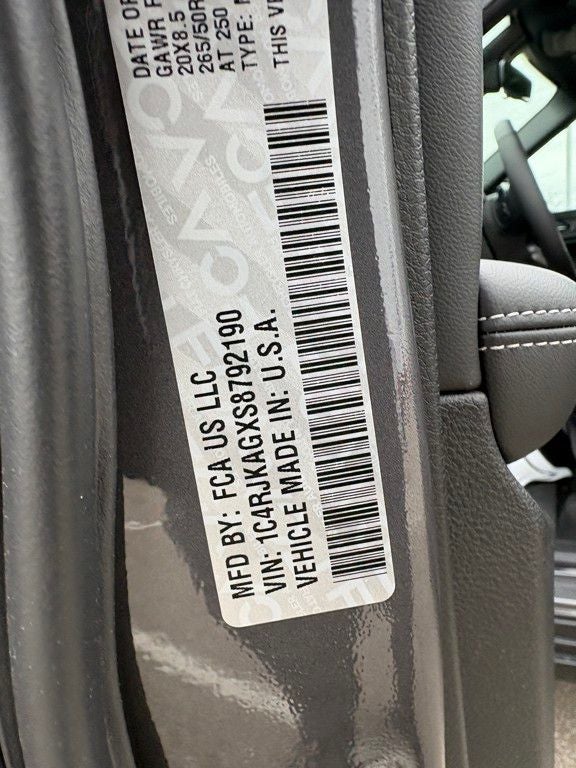 DATE OF
GAWR F
20X8.5
265/50R
AT 250
TYPE:
THIS VE
MFD BY: FCA US LLC
VIN: 1C4RJKAGXS8792190
VEHICLE MADE IN: U.S.A.